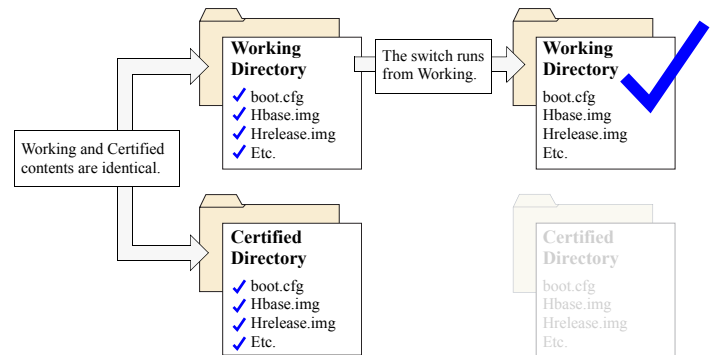 Working
Directory
boot.cfg
Hbase.img
Hrelease.img
Etc.
The switch runs
from Working.
Working
Directory
boot.cfg
Hbase.img
Hrelease.img
Etc.
Working and Certified
contents are identical.
Certified
Directory
boot.cfg
Hbase.img
Hrelease.img
Etc.
Certified
Directory
boot.cfg
Hbase.img
Hrelease.img
Etc.